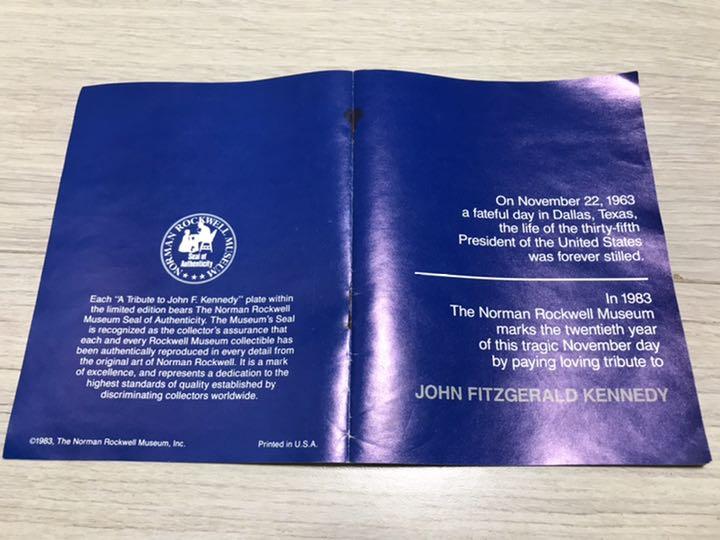 NORMAN ROCKWELL MUSEUM
Seal of
Authenticity
Each "A Tribute to John F. Kennedy" plate within
the limited edition bears The Norman Rockwell
Museum Seal of Authenticity. The Museum's Seal
is recognized as the collector's assurance that
each and every Rockwell Museum collectible has
been authentically reproduced in every detail from
the original art of Norman Rockwell. It is a mark
of excellence, and represents a dedication to the
highest standards of quality established by
discriminating collectors worldwide.
©1983, The Norman Rockwell Museum, Inc.
Printed in U.S.A.
On November 22, 1963
a fateful day in Dallas, Texas,
the life of the thirty-fifth
President of the United States
was forever stilled.
In 1983
The Norman Rockwell Museum
marks the twentieth year
of this tragic November day
by paying loving tribute to
JOHN FITZGERALD KENNEDY